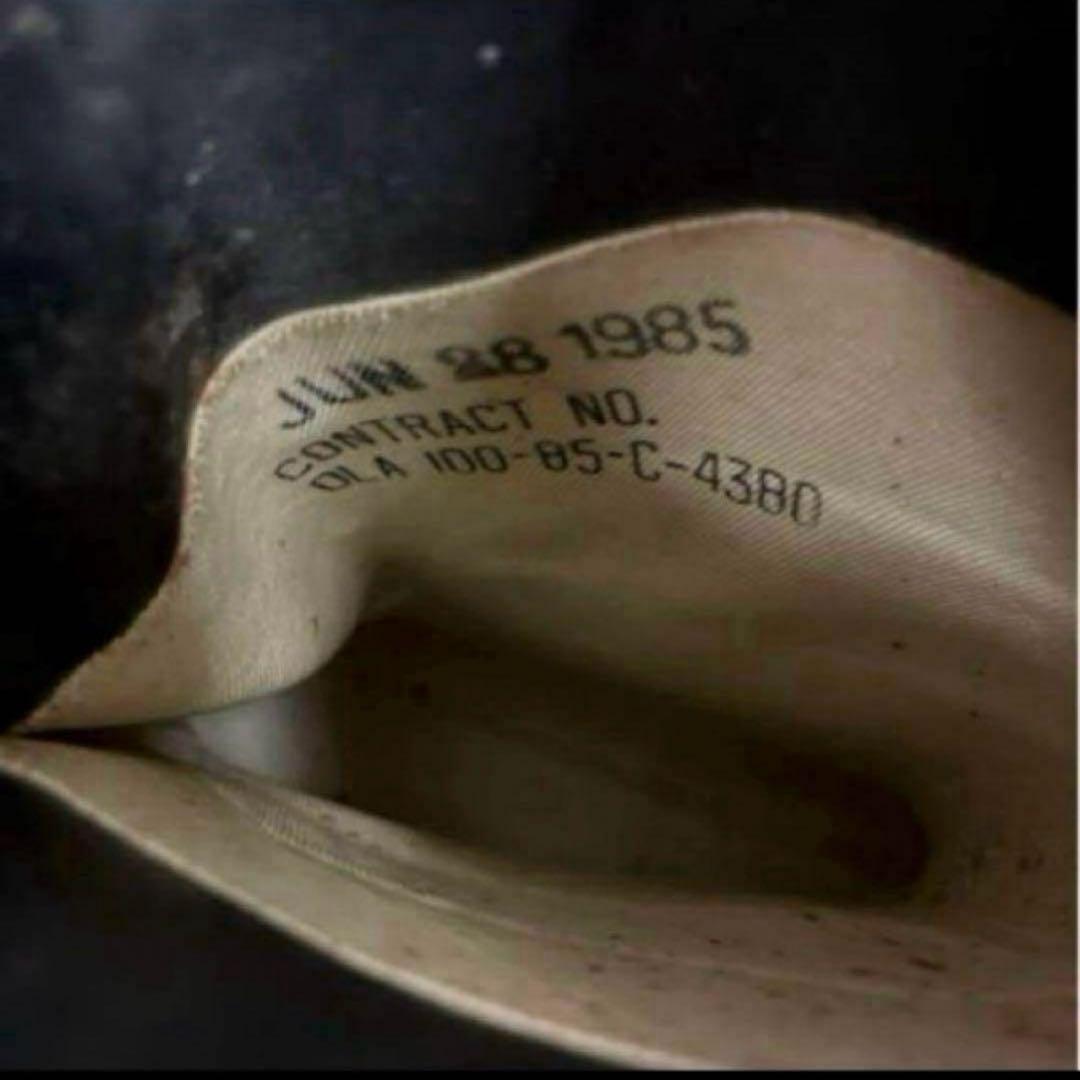 JUN 28 1985
CONTRACT NO.
DLA 100-85-C-4380